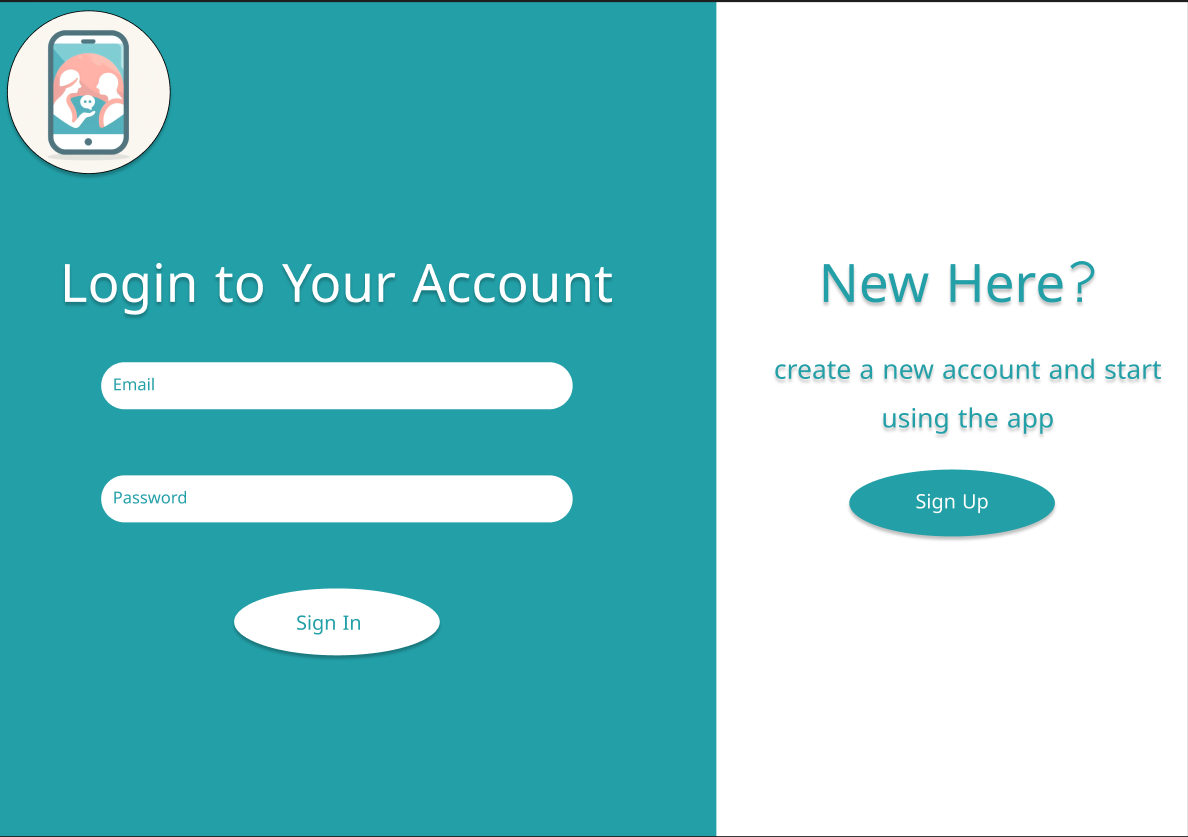 Login to Your Account
Email
Password
Sign In
New Here?
create a new account and start
using the app
Sign Up